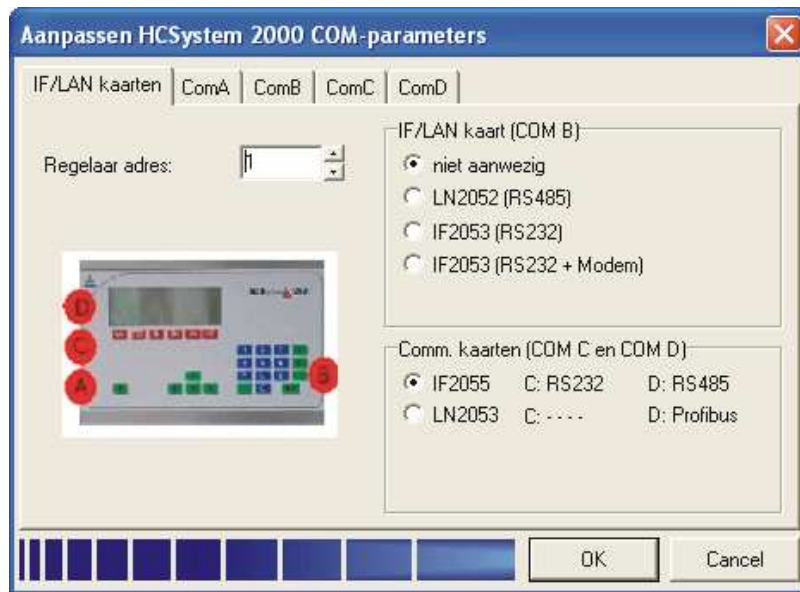 Aanpassen HCSystem 2000 COM-parameters
IF/LAN kaarten ComA ComB ComC ComD
Regelaar adres: 1
D
C
A
B
IF/LAN kaart (COM B)
niet aanwezig
LN2052 (RS485)
IF2053 (RS232)
IF2053 (RS232 + Modem)
Comm. kaarten (COM C en COM D)
IF2055 C: RS232 D: RS485
LN2053 C: - - - - D: Profibus
OK Cancel